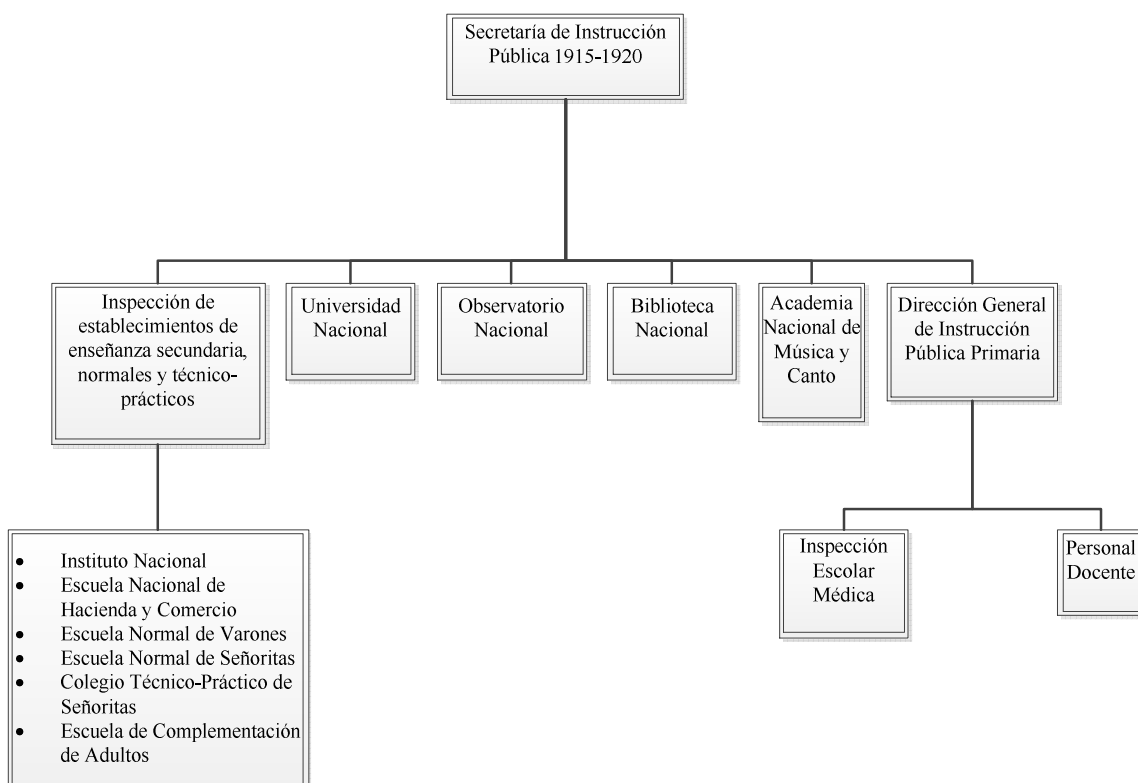 Secretaría de Instrucción
Pública 1915-1920
Inspección de
establecimientos de
enseñanza secundaria,
normales y técnico-
prácticos
Universidad
Nacional
Observatorio
Nacional
Biblioteca
Nacional
Academia
Nacional de
Música y
Canto
Dirección General
de Instrucción
Pública Primaria
• Instituto Nacional
• Escuela Nacional de
Hacienda y Comercio
• Escuela Normal de Varones
• Escuela Normal de Señoritas
• Colegio Técnico-Práctico de
Señoritas
• Escuela de Complementación
de Adultos
Inspección
Escolar
Médica
Personal
Docente